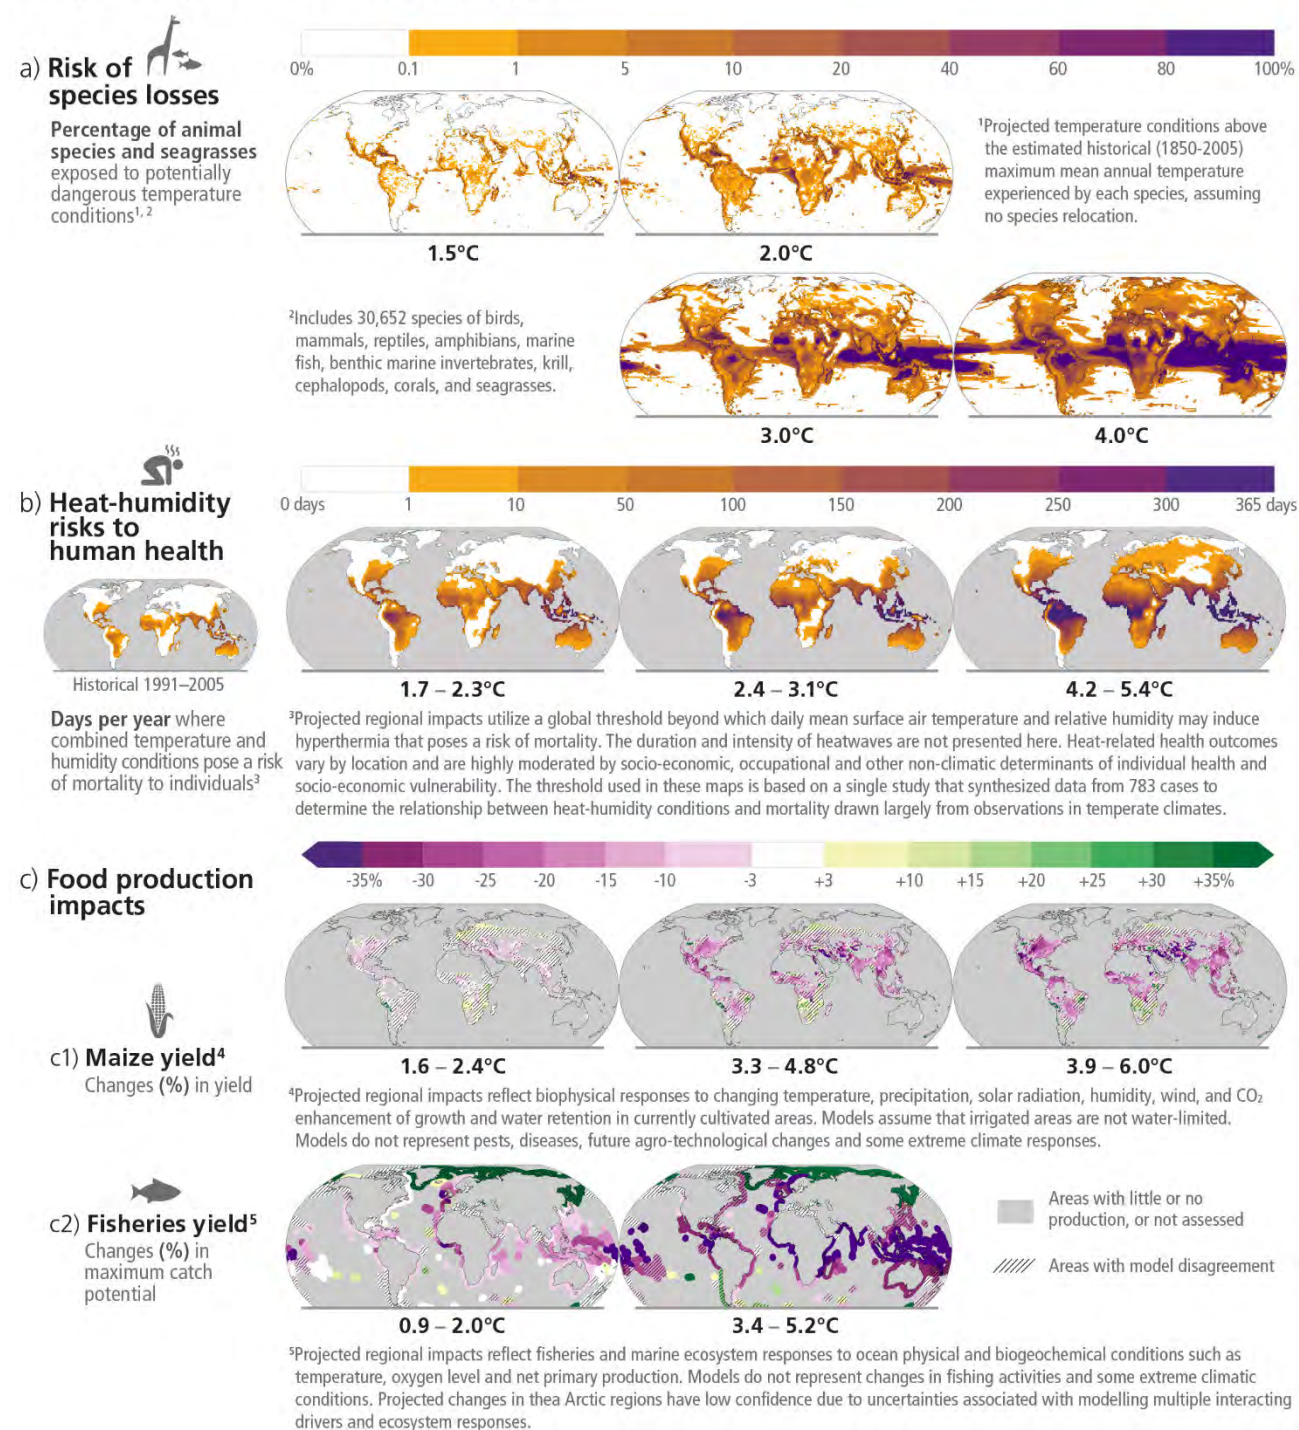 a) Risk of
species losses
Percentage of animal
species and seagrasses
exposed to potentially
dangerous temperature
conditions¹, ²
0% 0.1 1 5 10 20 40 60 80 100%
¹Projected temperature conditions above
the estimated historical (1850-2005)
maximum mean annual temperature
experienced by each species, assuming
no species relocation.
1.5°C 2.0°C
²Includes 30,652 species of birds,
mammals, reptiles, amphibians, marine
fish, benthic marine invertebrates, krill,
cephalopods, corals, and seagrasses.
3.0°C 4.0°C
b) Heat-humidity
risks to
human health
0 days 1 10 50 100 150 200 250 300 365 days
Historical 1991–2005
1.7 – 2.3°C 2.4 – 3.1°C 4.2 – 5.4°C
Days per year where
combined temperature and
humidity conditions pose a risk
of mortality to individuals³
³Projected regional impacts utilize a global threshold beyond which daily mean surface air temperature and relative humidity may induce
hyperthermia that poses a risk of mortality. The duration and intensity of heatwaves are not presented here. Heat-related health outcomes
vary by location and are highly moderated by socio-economic, occupational and other non-climatic determinants of individual health and
socio-economic vulnerability. The threshold used in these maps is based on a single study that synthesized data from 783 cases to
determine the relationship between heat-humidity conditions and mortality drawn largely from observations in temperate climates.
c) Food production
impacts
-35% -30 -25 -20 -15 -10 -3 +3 +10 +15 +20 +25 +30 +35%
c1) Maize yield⁴
Changes (%) in yield
1.6 – 2.4°C 3.3 – 4.8°C 3.9 – 6.0°C
⁴Projected regional impacts reflect biophysical responses to changing temperature, precipitation, solar radiation, humidity, wind, and CO₂
enhancement of growth and water retention in currently cultivated areas. Models assume that irrigated areas are not water-limited.
Models do not represent pests, diseases, future agro-technological changes and some extreme climate responses.
c2) Fisheries yield⁵
Changes (%) in
maximum catch
potential
0.9 – 2.0°C 3.4 – 5.2°C
Areas with little or no
production, or not assessed
Areas with model disagreement
⁵Projected regional impacts reflect fisheries and marine ecosystem responses to ocean physical and biogeochemical conditions such as
temperature, oxygen level and net primary production. Models do not represent changes in fishing activities and some extreme climatic
conditions. Projected changes in thea Arctic regions have low confidence due to uncertainties associated with modelling multiple interacting
drivers and ecosystem responses.